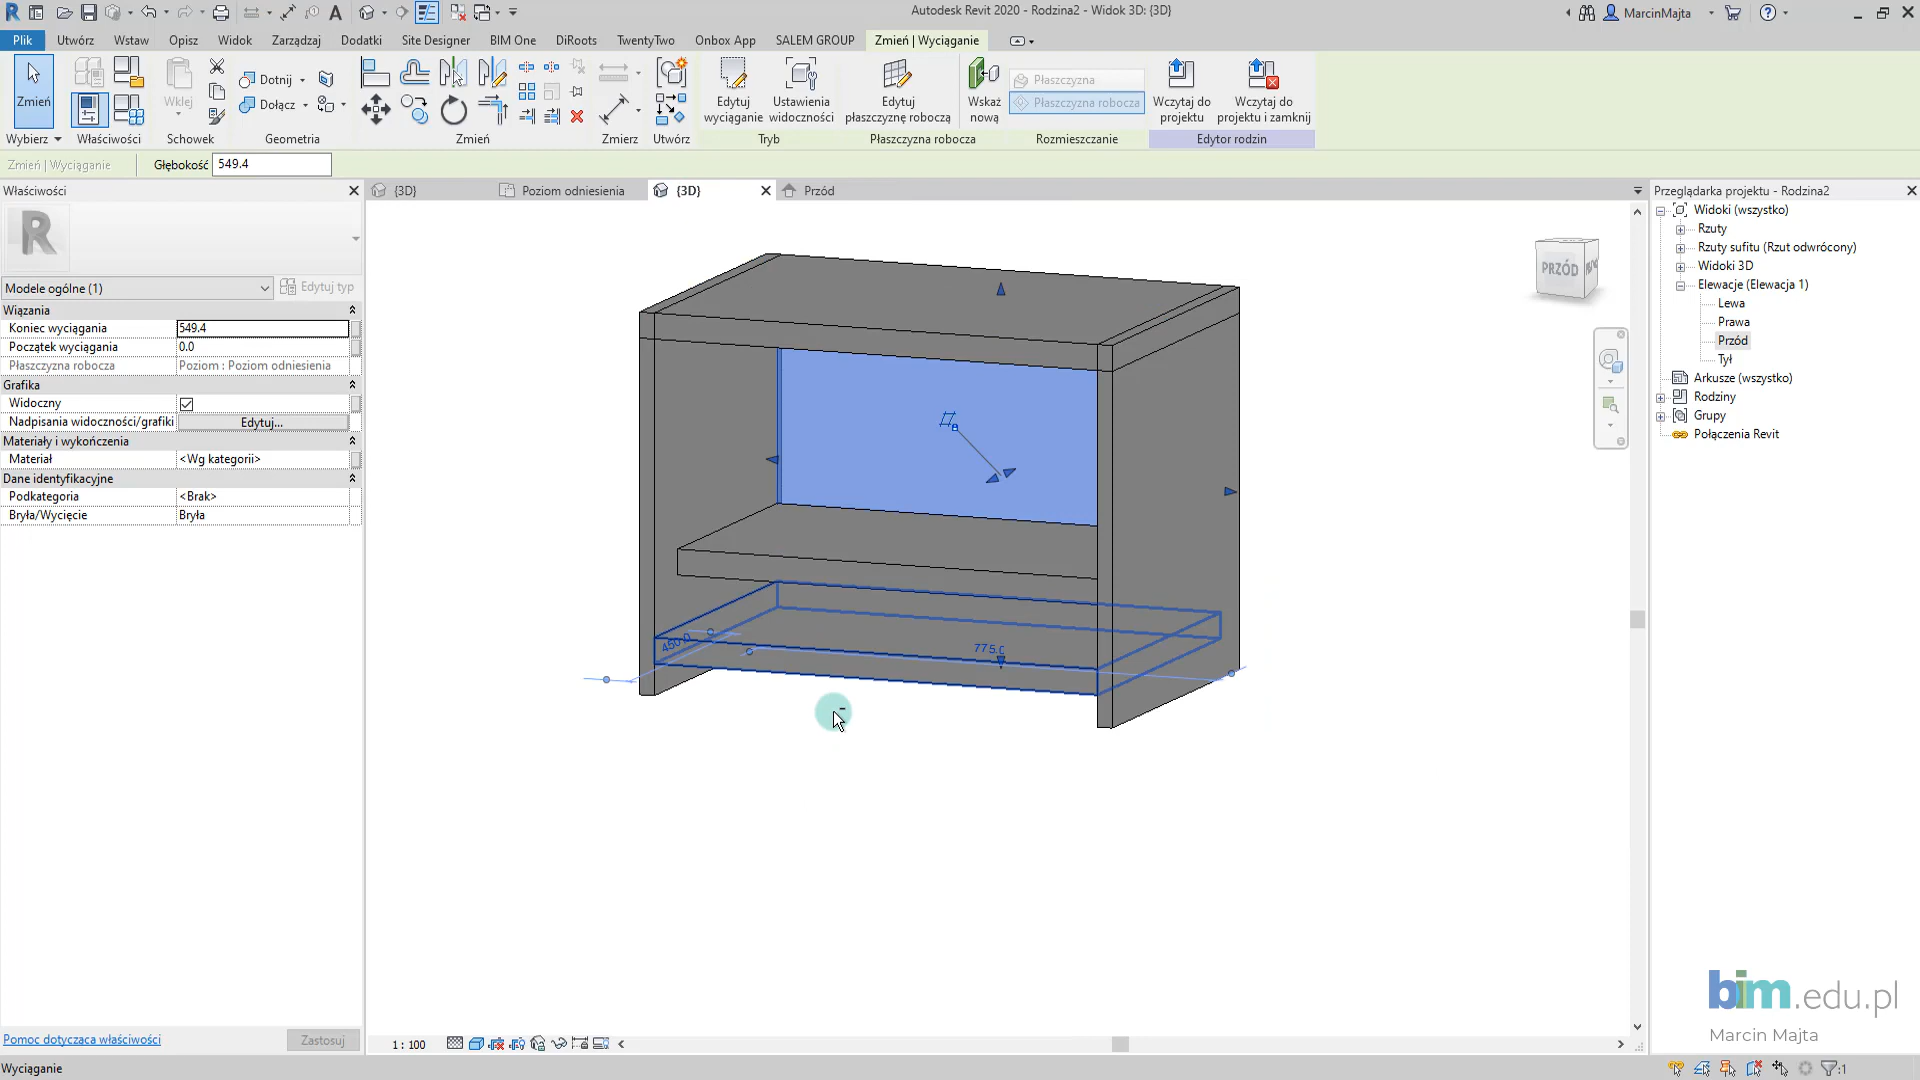 Autodesk Revit 2020 - Rodzina2 - Widok 3D: {3D}
MarcinMajta
Plik
Utwórz
Wstaw
Opisz
Widok
Zarządzaj
Dodatki
Site Designer
BIM One
DiRoots
TwentyTwo
Onbox App
SALEM GROUP
Zmień | Wyciąganie
Zmień
Wklej
Dotnij
Dołącz
Edytuj
wyciąganie
Ustawienia
widoczności
Edytuj
płaszczyznę roboczą
Wskaż
nową
Płaszczyzna
Płaszczyzna robocza
Wczytaj do
projektu
Wczytaj do
projektu i zamknij
Wybierz
Właściwości
Schowek
Geometria
Zmień
Zmierz
Utwórz
Tryb
Płaszczyzna robocza
Rozmieszczanie
Edytor rodzin
Zmień | Wyciąganie
Głębokość
549.4
Właściwości
{3D}
Poziom odniesienia
{3D}
Przód
Przeglądarka projektu - Rodzina2
Modele ogólne (1)
Edytuj typ
Wiązania
Koniec wyciągania
549.4
Początek wyciągania
0.0
Płaszczyzna robocza
Poziom : Poziom odniesienia
Grafika
Widoczny
Nadpisania widoczności/grafiki
Edytuj...
Materiały i wykończenia
Materiał
<Wg kategorii>
Dane identyfikacyjne
Podkategoria
<Brak>
Bryła/Wycięcie
Bryła
450.0
775.0
PRZÓD
Widoki (wszystko)
Rzuty
Rzuty sufitu (Rzut odwrócony)
Widoki 3D
Elewacje (Elewacja 1)
Lewa
Prawa
Przód
Tył
Arkusze (wszystko)
Rodziny
Grupy
Połączenia Revit
bim.edu.pl
Marcin Majta
Pomoc dotycząca właściwości
Zastosuj
1 : 100
Wyciąganie
:1